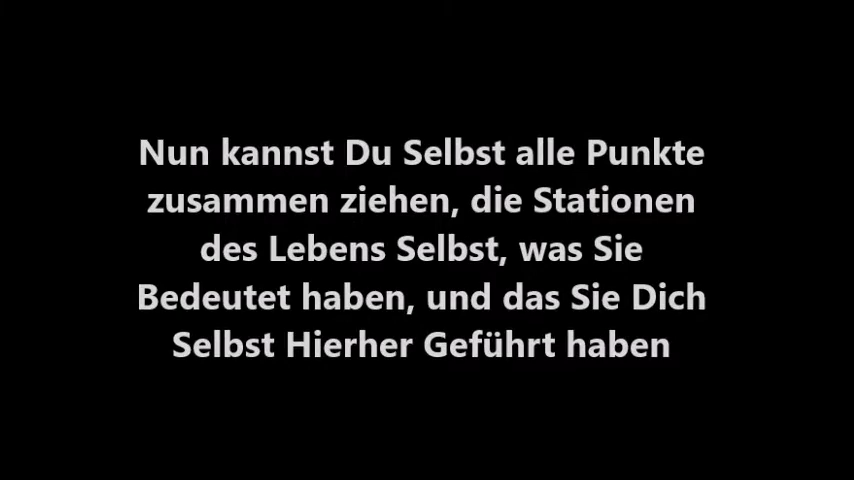 Nun kannst Du Selbst alle Punkte
zusammen ziehen, die Stationen
des Lebens Selbst, was Sie
Bedeutet haben, und das Sie Dich
Selbst Hierher Geführt haben